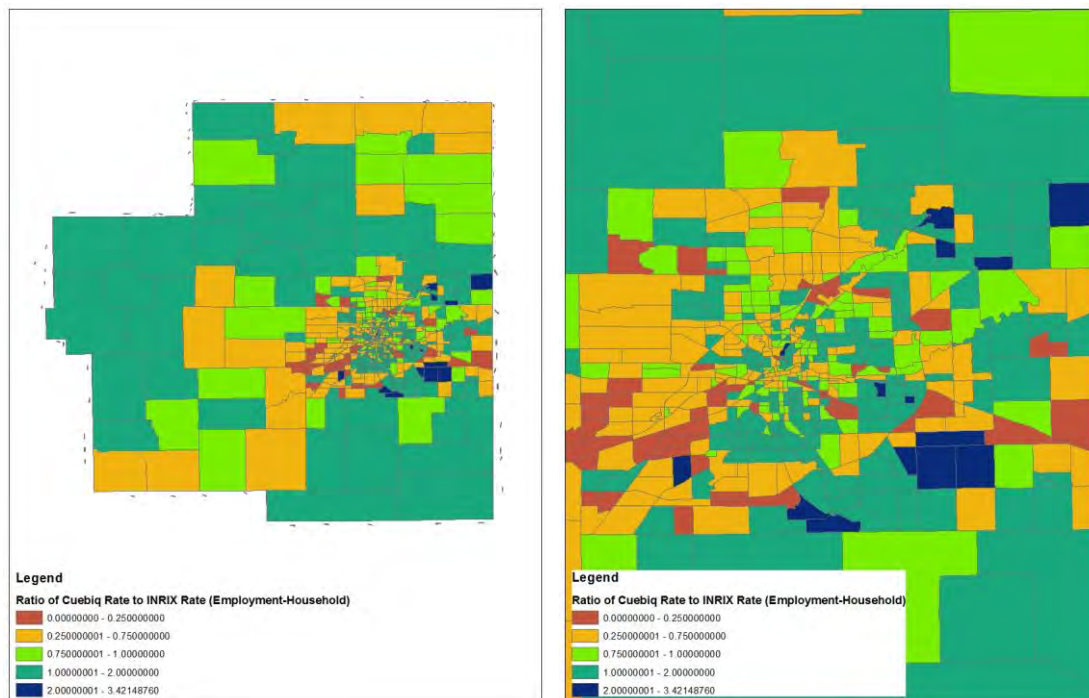 Legend
Ratio of Cuebiq Rate to INRIX Rate (Employment-Household)
0.00000000 - 0.250000000
0.250000001 - 0.750000000
0.750000001 - 1.00000000
1.00000001 - 2.00000000
2.00000001 - 3.42148760
Legend
Ratio of Cuebiq Rate to INRIX Rate (Employment-Household)
0.00000000 - 0.250000000
0.250000001 - 0.750000000
0.750000001 - 1.00000000
1.00000001 - 2.00000000
2.00000001 - 3.42148760